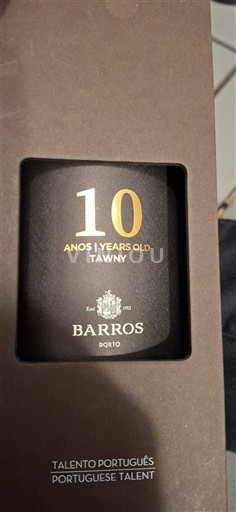 10
ANOS | YEARS OLD
TAWNY
Estd 1913
BARROS
PORTO
TALENTO PORTUGUÊS
PORTUGUESE TALENT